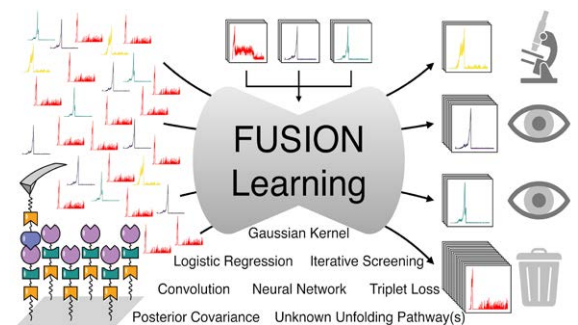 FUSION
Learning
Gaussian Kernel
Logistic Regression Iterative Screening
Convolution Neural Network Triplet Loss
Posterior Covariance Unknown Unfolding Pathway(s)